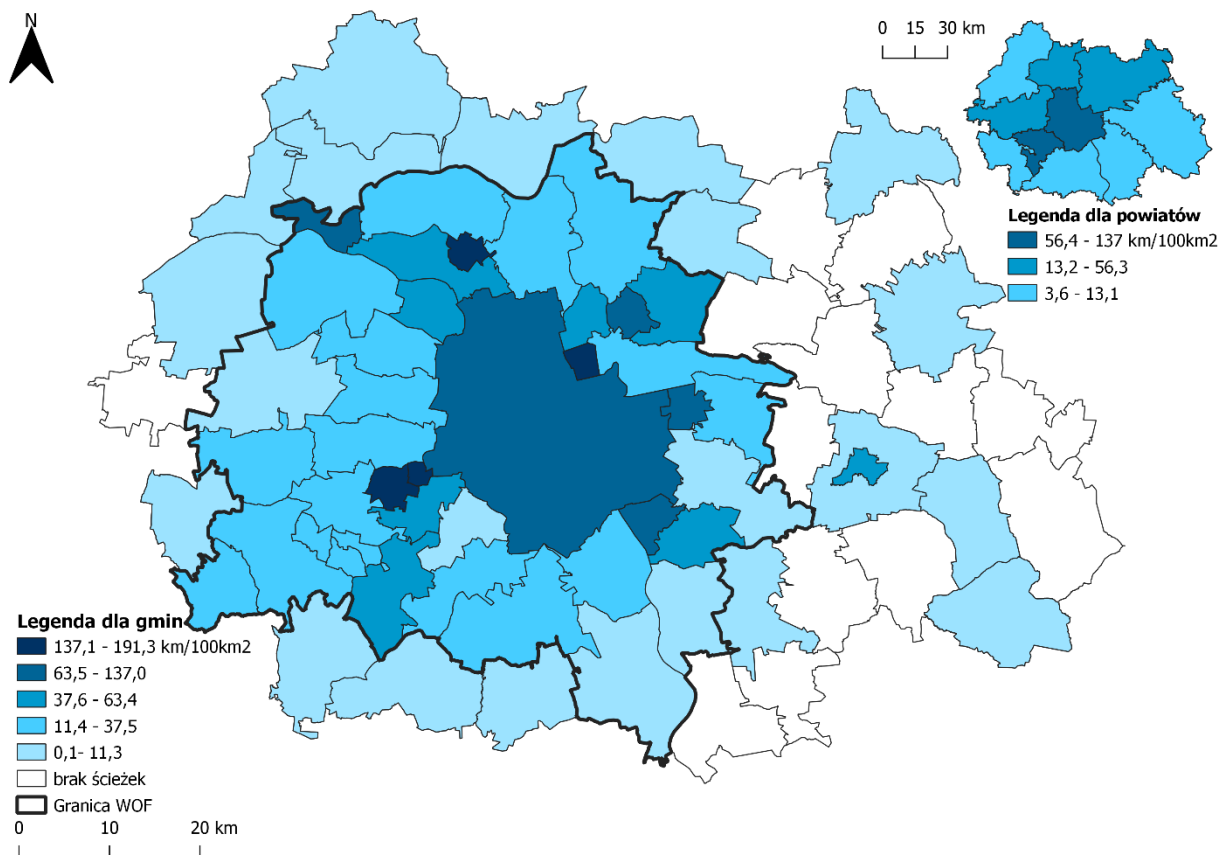 N
0 15 30 km
Legenda dla powiatów
56,4 - 137 km/100km2
13,2 - 56,3
3,6 - 13,1
Legenda dla gmin
137,1 - 191,3 km/100km2
63,5 - 137,0
37,6 - 63,4
11,4 - 37,5
0,1- 11,3
brak ścieżek
Granica WOF
0 10 20 km